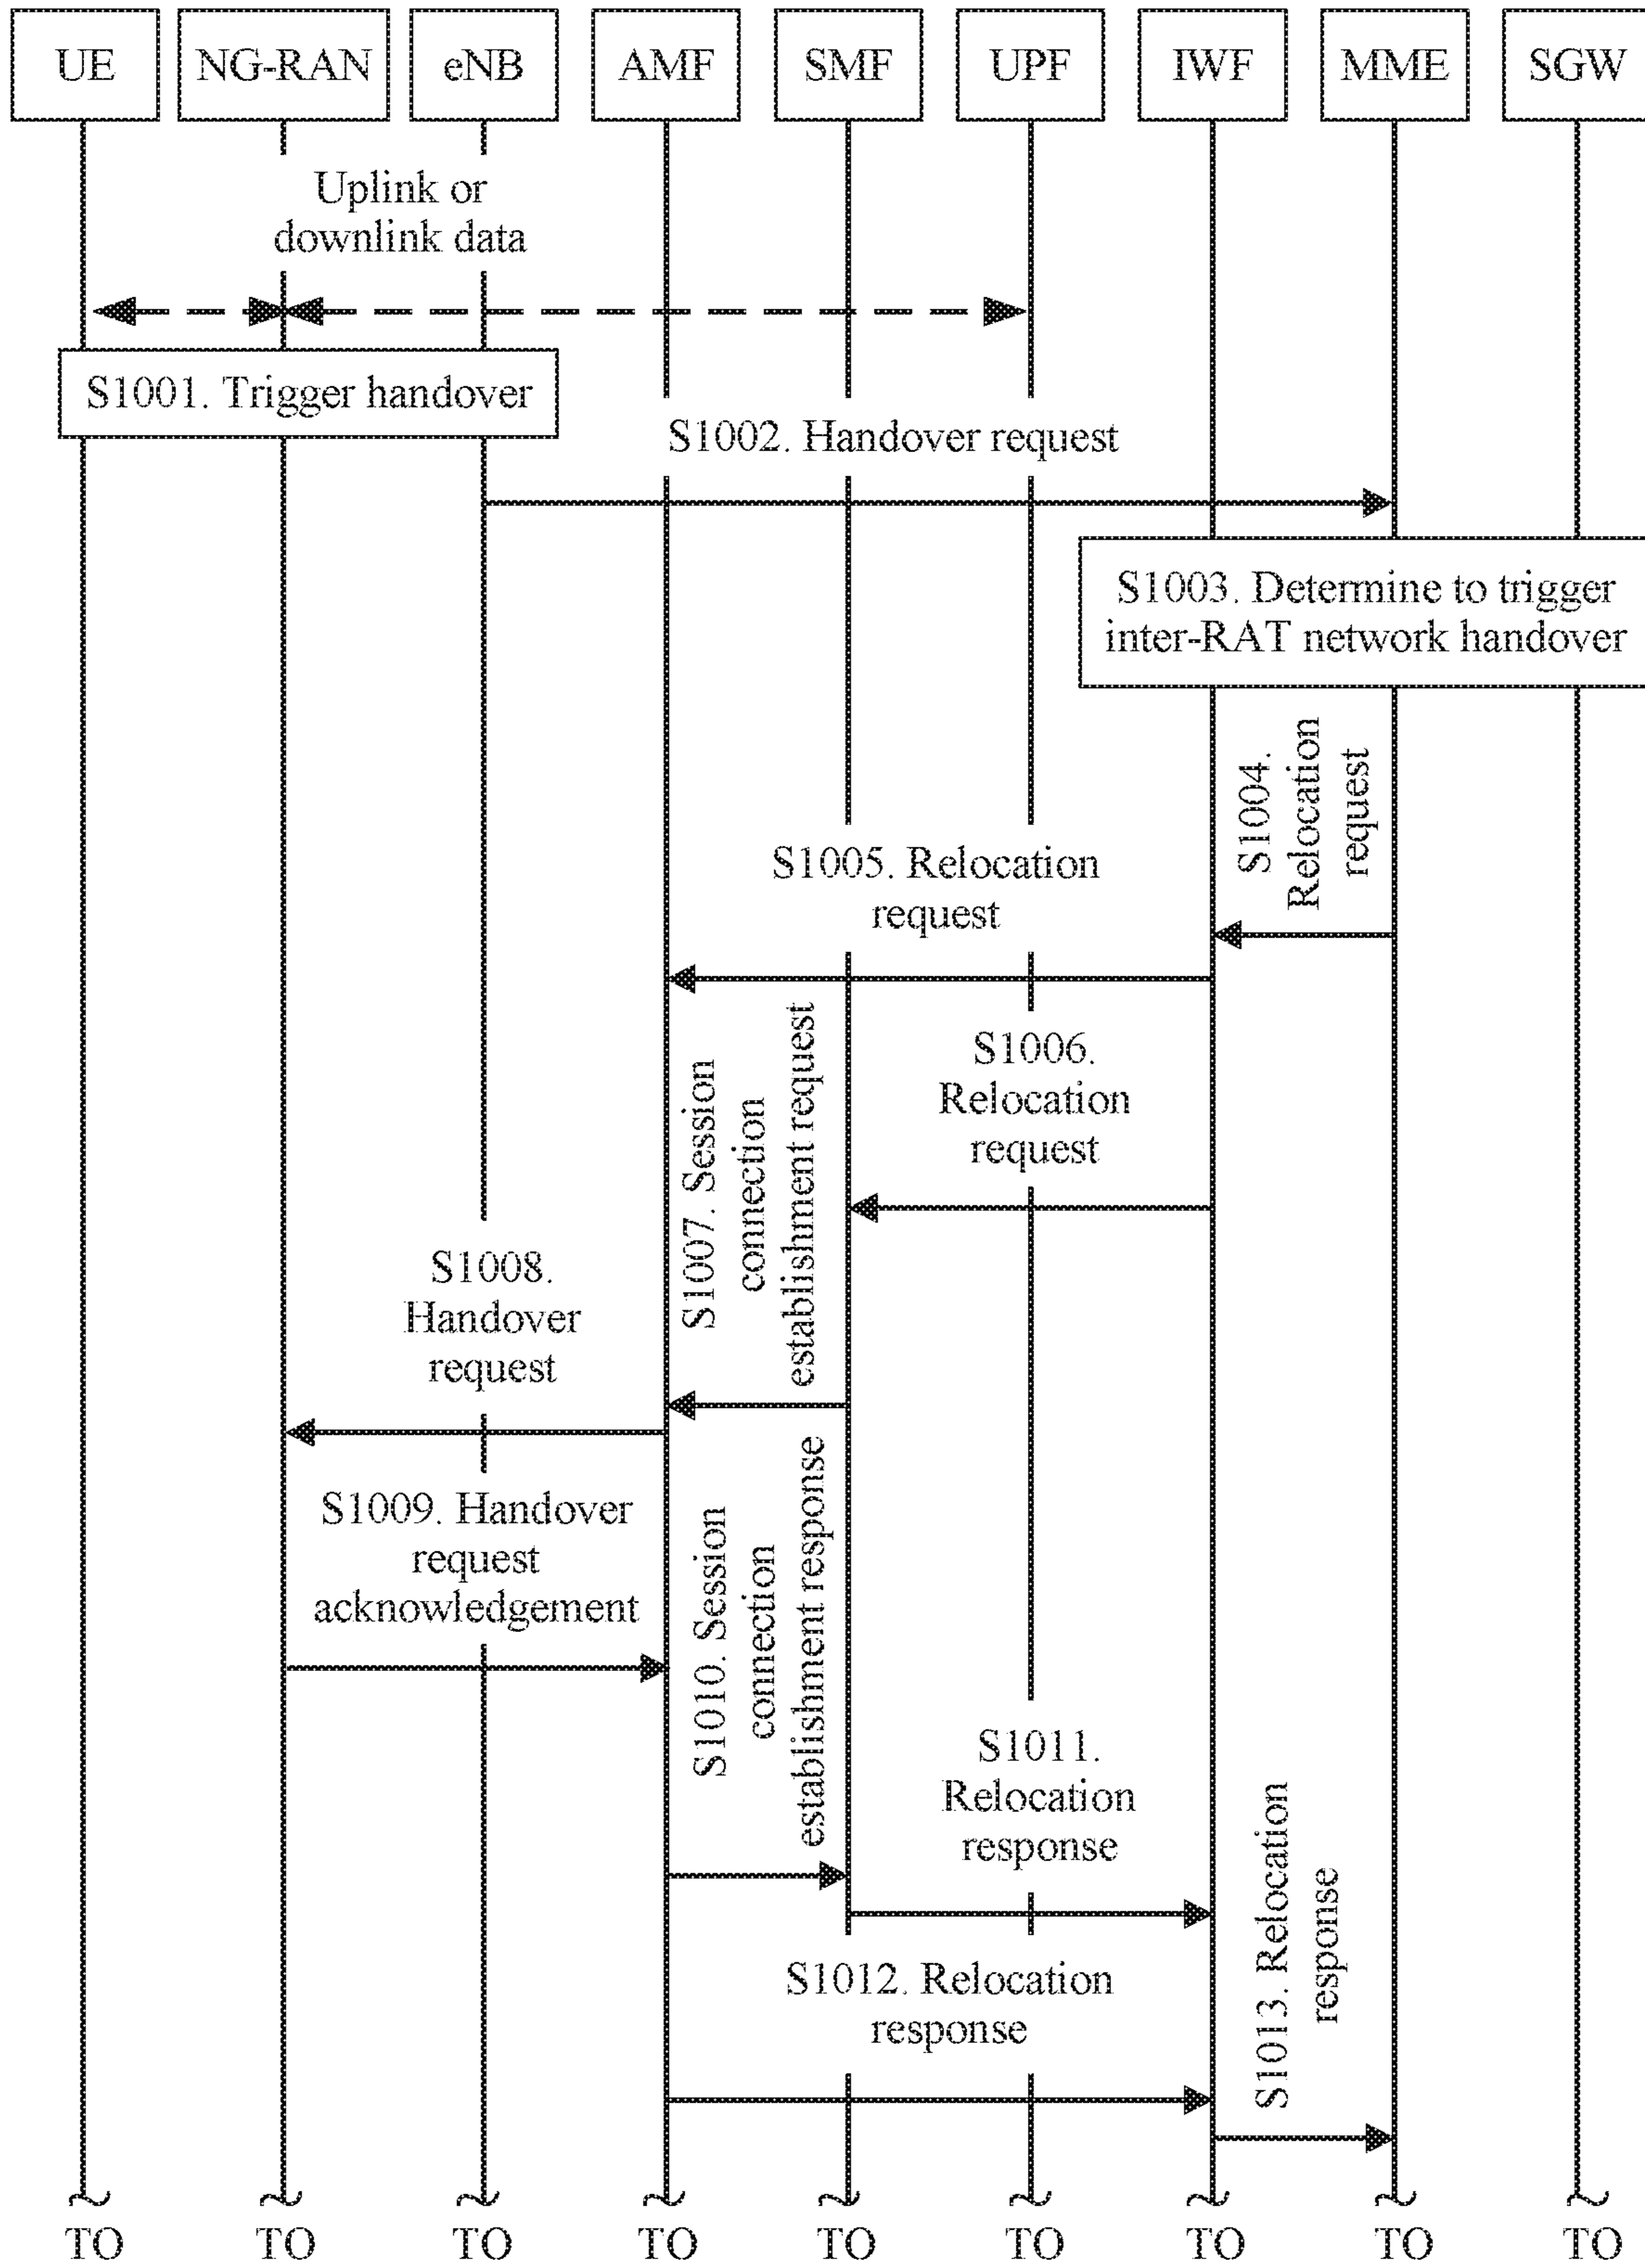 UE NG-RAN eNB AMF SMF UPF IWF MME SGW
Uplink or
downlink data
S1001. Trigger handover
S1002. Handover request
S1003. Determine to trigger
inter-RAT network handover
S1004.
Relocation
request
S1005. Relocation
request
S1006.
Relocation
request
S1007. Session
connection
establishment request
S1008.
Handover
request
S1009. Handover
request
acknowledgement
S1010. Session
connection
establishment response
S1011.
Relocation
response
S1012. Relocation
response
S1013. Relocation
response
TO TO TO TO TO TO TO TO TO